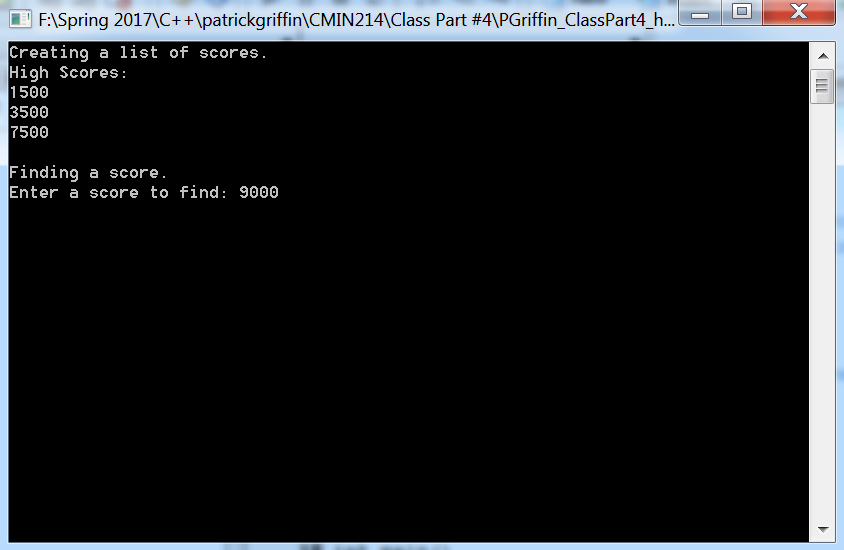 F:\Spring 2017\C++\patrickgriffin\CMIN214\Class Part #4\PGriffin_ClassPart4_h...
Creating a list of scores.
High Scores:
1500
3500
7500
Finding a score.
Enter a score to find: 9000